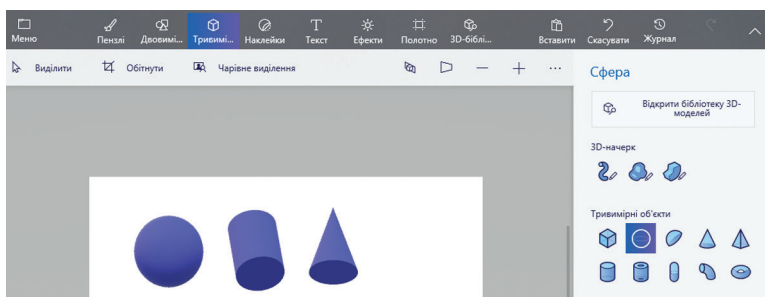 Меню
Пензлі
Двовимі...
Тривимі...
Наклейки
Текст
Ефекти
Полотно
3D-біблі...
Вставити
Скасувати
Журнал
Виділити
Обітнути
Чарівне виділення
Сфера
Відкрити бібліотеку 3D-
моделей
3D-начерк
Тривимірні об'єкти